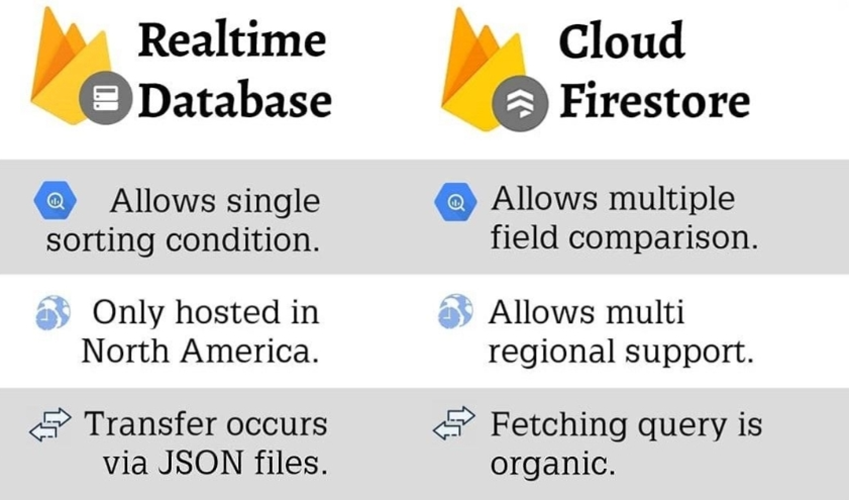 Realtime
Database
Cloud
Firestore
Allows single
sorting condition.
Allows multiple
field comparison.
Only hosted in
North America.
Allows multi
regional support.
Transfer occurs
via JSON files.
Fetching query is
organic.